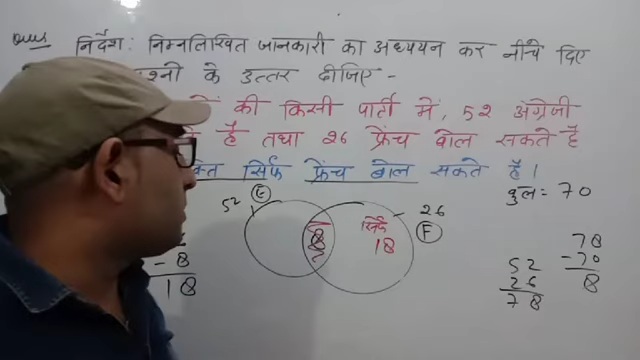 Ques निर्देश: निम्नलिखित जानकारी का अध्ययन कर नीचे दिए
के उत्तर दीजिए -
की किसी पार्टी में, 52 अंग्रेजी
है तथा 26 फ्रेंच बोल सकते है
सिर्फ फ्रेंच बोल सकते है।
कुल = 70
52 E
26 F
8
सिर्फ 18
- 8
18
52
26
78
78
- 70
8